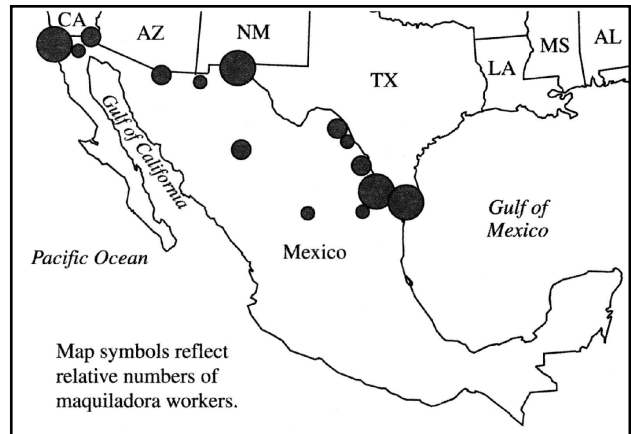 CA
AZ
NM
TX
LA
MS
AL
Gulf of California
Gulf of
Mexico
Pacific Ocean
Mexico
Map symbols reflect
relative numbers of
maquiladora workers.